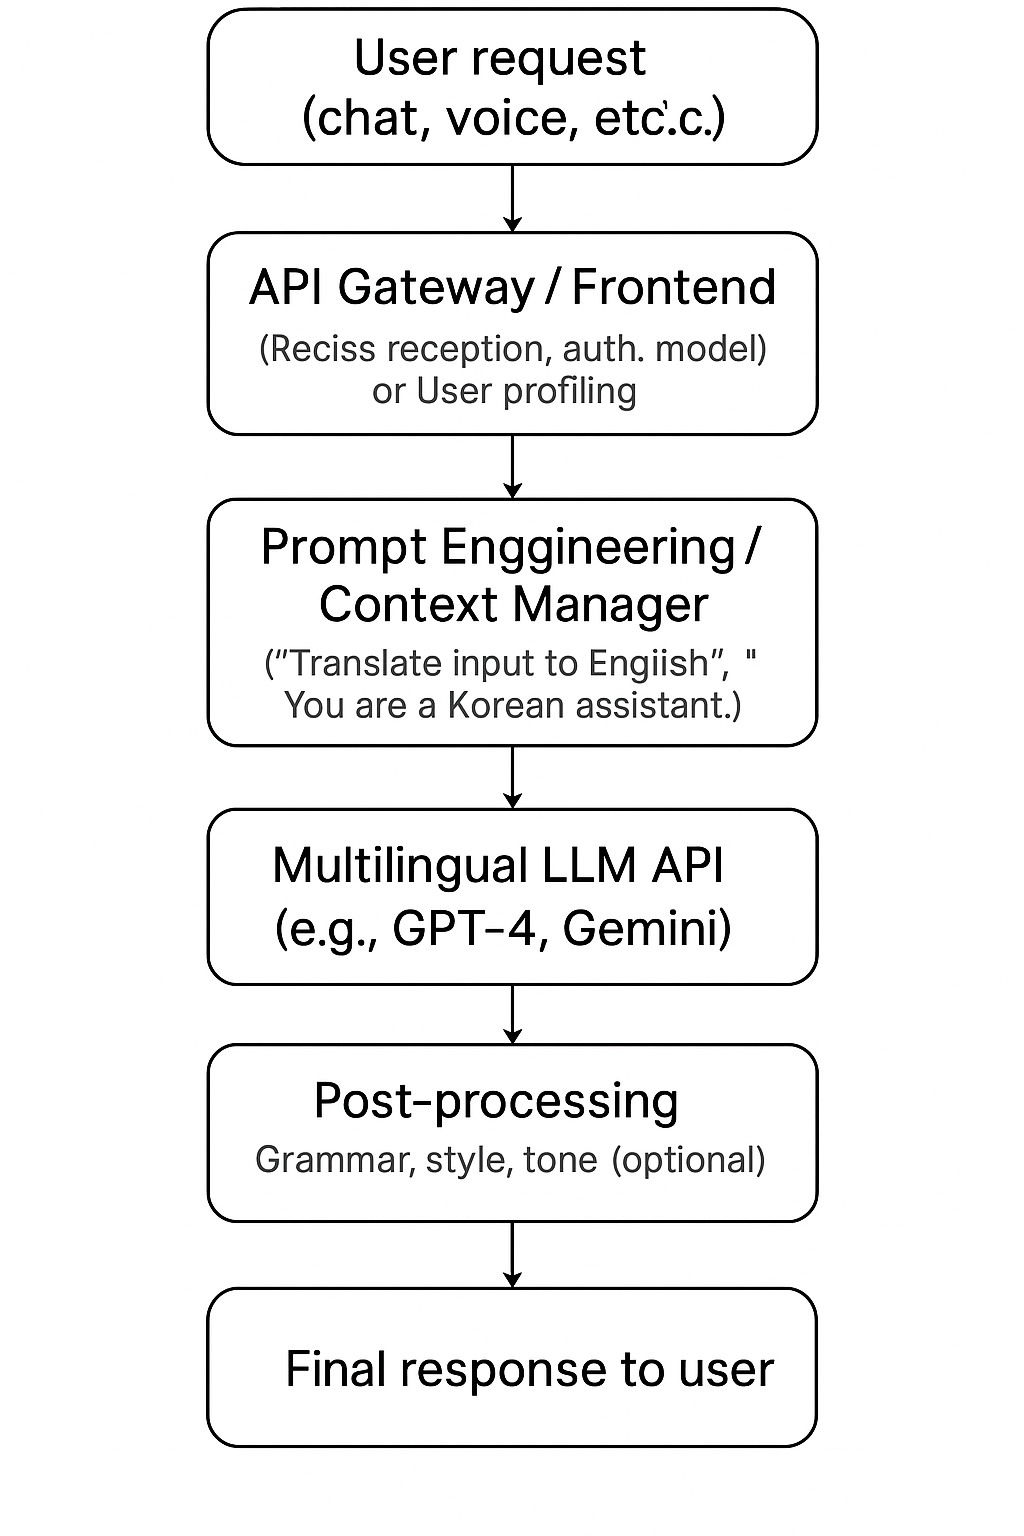 User request
(chat, voice, etc'.c.)
API Gateway / Frontend
(Reciss reception, auth. model)
or User profiling
Prompt Enggineering /
Context Manager
(”Translate input to Engiish”, "
You are a Korean assistant.)
Multilingual LLM API
(e.g., GPT-4, Gemini)
Post-processing
Grammar, style, tone (optional)
Final response to user